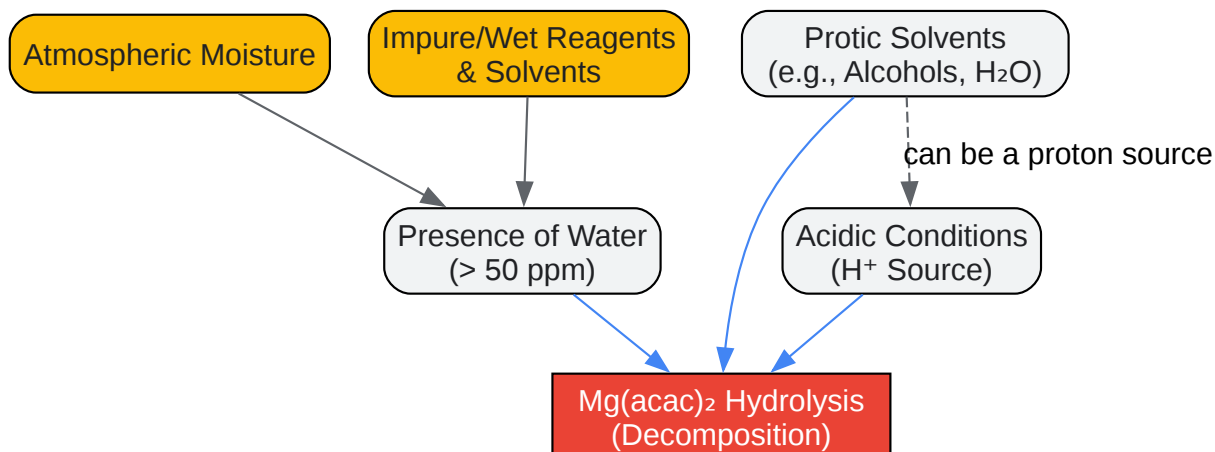 Atmospheric Moisture
Impure/Wet Reagents
& Solvents
Protic Solvents
(e.g., Alcohols, H₂O)
can be a proton source
Presence of Water
(> 50 ppm)
Acidic Conditions
(H⁺ Source)
Mg(acac)₂ Hydrolysis
(Decomposition)